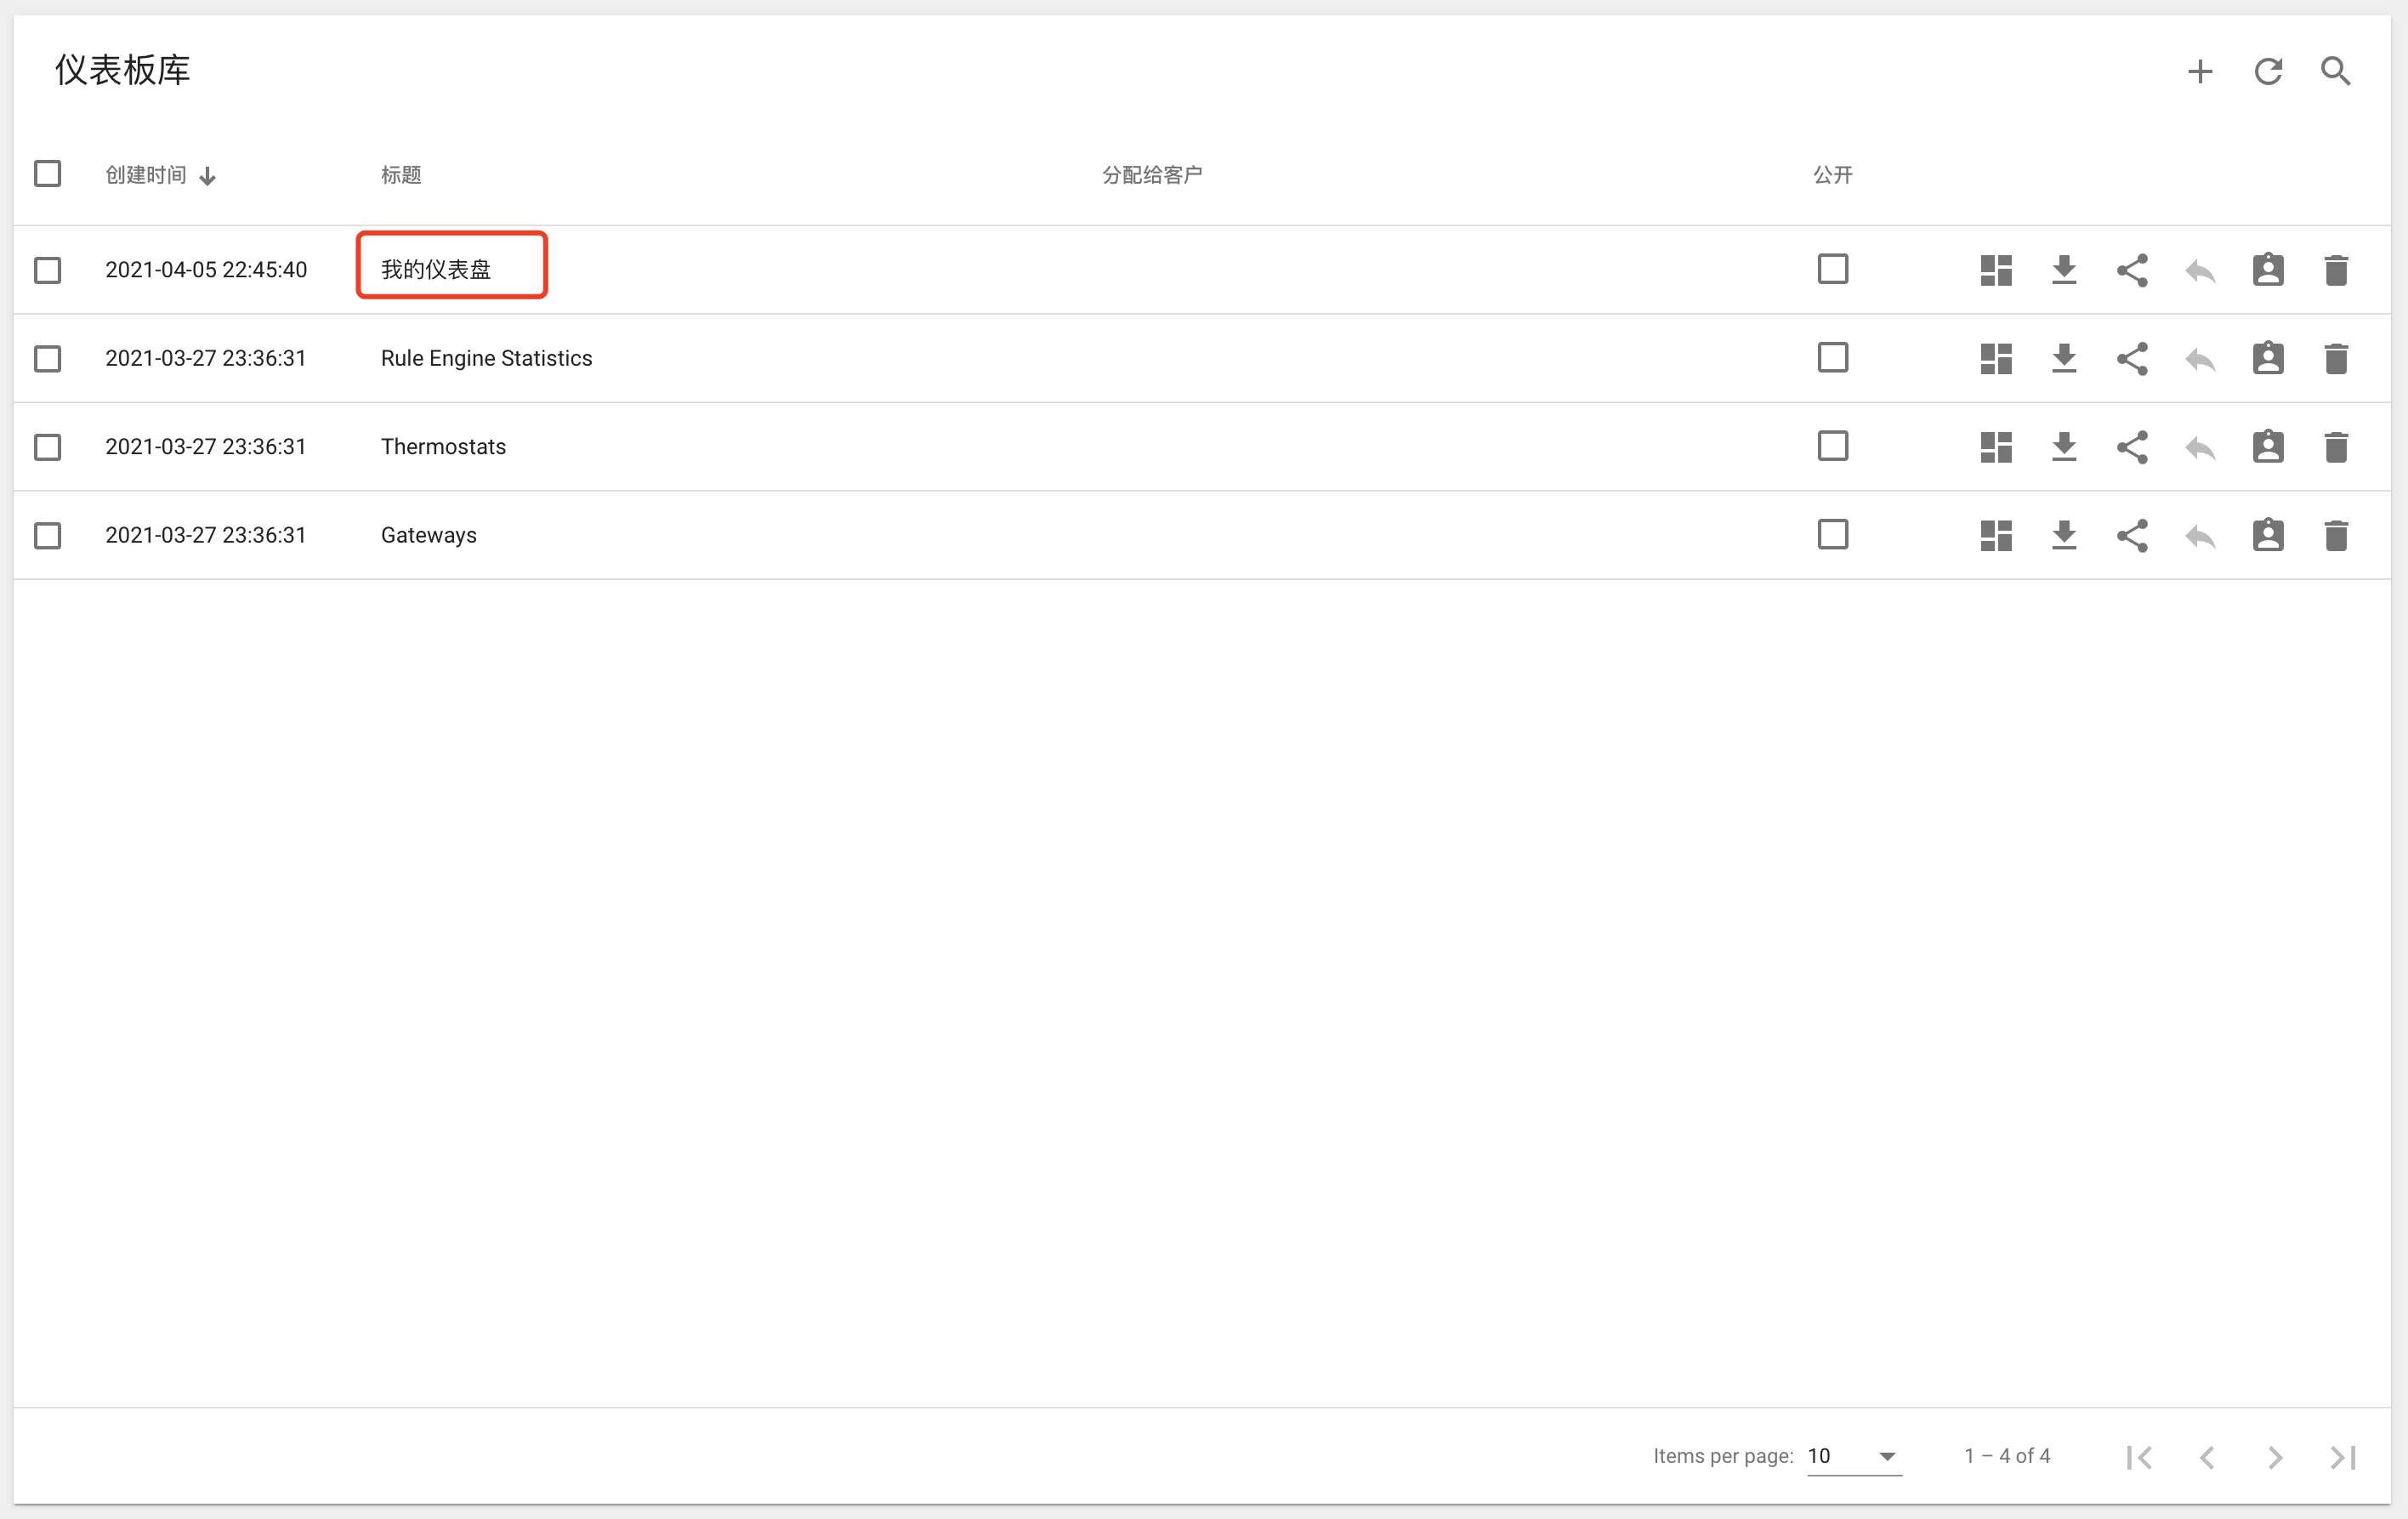 仪表板库
创建时间 标题 分配给客户 公开
2021-04-05 22:45:40 我的仪表盘
2021-03-27 23:36:31 Rule Engine Statistics
2021-03-27 23:36:31 Thermostats
2021-03-27 23:36:31 Gateways
Items per page: 10 1 – 4 of 4